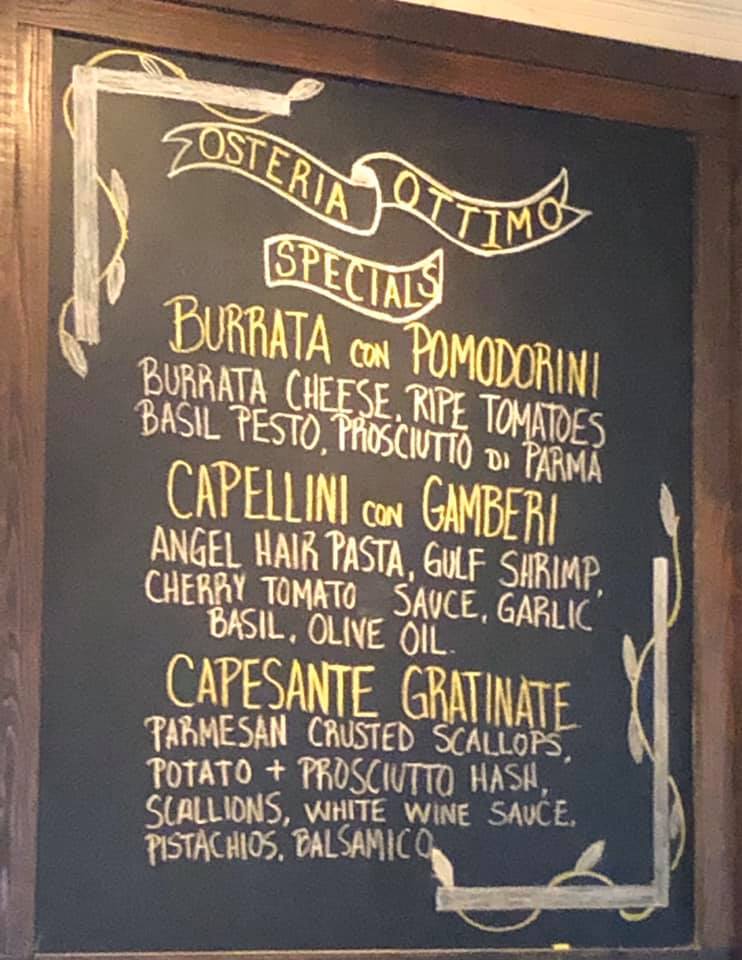 OSTERIA OTTIMO
SPECIALS
BURRATA CON POMODORINI
BURRATA CHEESE, RIPE TOMATOES
BASIL PESTO, PROSCIUTTO DI PARMA
CAPELLINI CON GAMBERI
ANGEL HAIR PASTA, GULF SHRIMP,
CHERRY TOMATO SAUCE, GARLIC
BASIL, OLIVE OIL.
CAPESANTE GRATINATE
PARMESAN CRUSTED SCALLOPS,
POTATO + PROSCIUTTO HASH,
SCALLIONS, WHITE WINE SAUCE,
PISTACHIOS, BALSAMICO